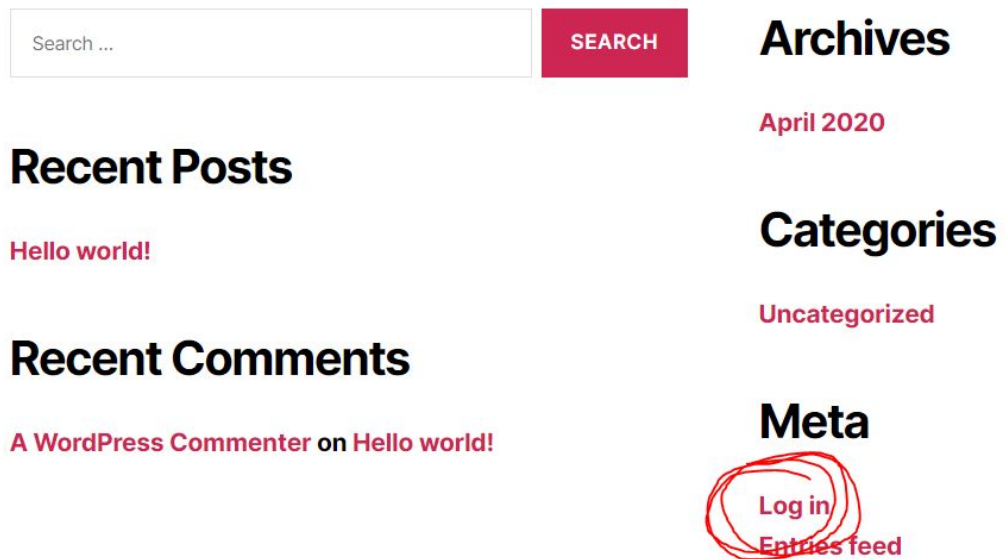 Search ...
SEARCH
Recent Posts
Hello world!
Recent Comments
A WordPress Commenter on Hello world!
Archives
April 2020
Categories
Uncategorized
Meta
Log in
Entries feed